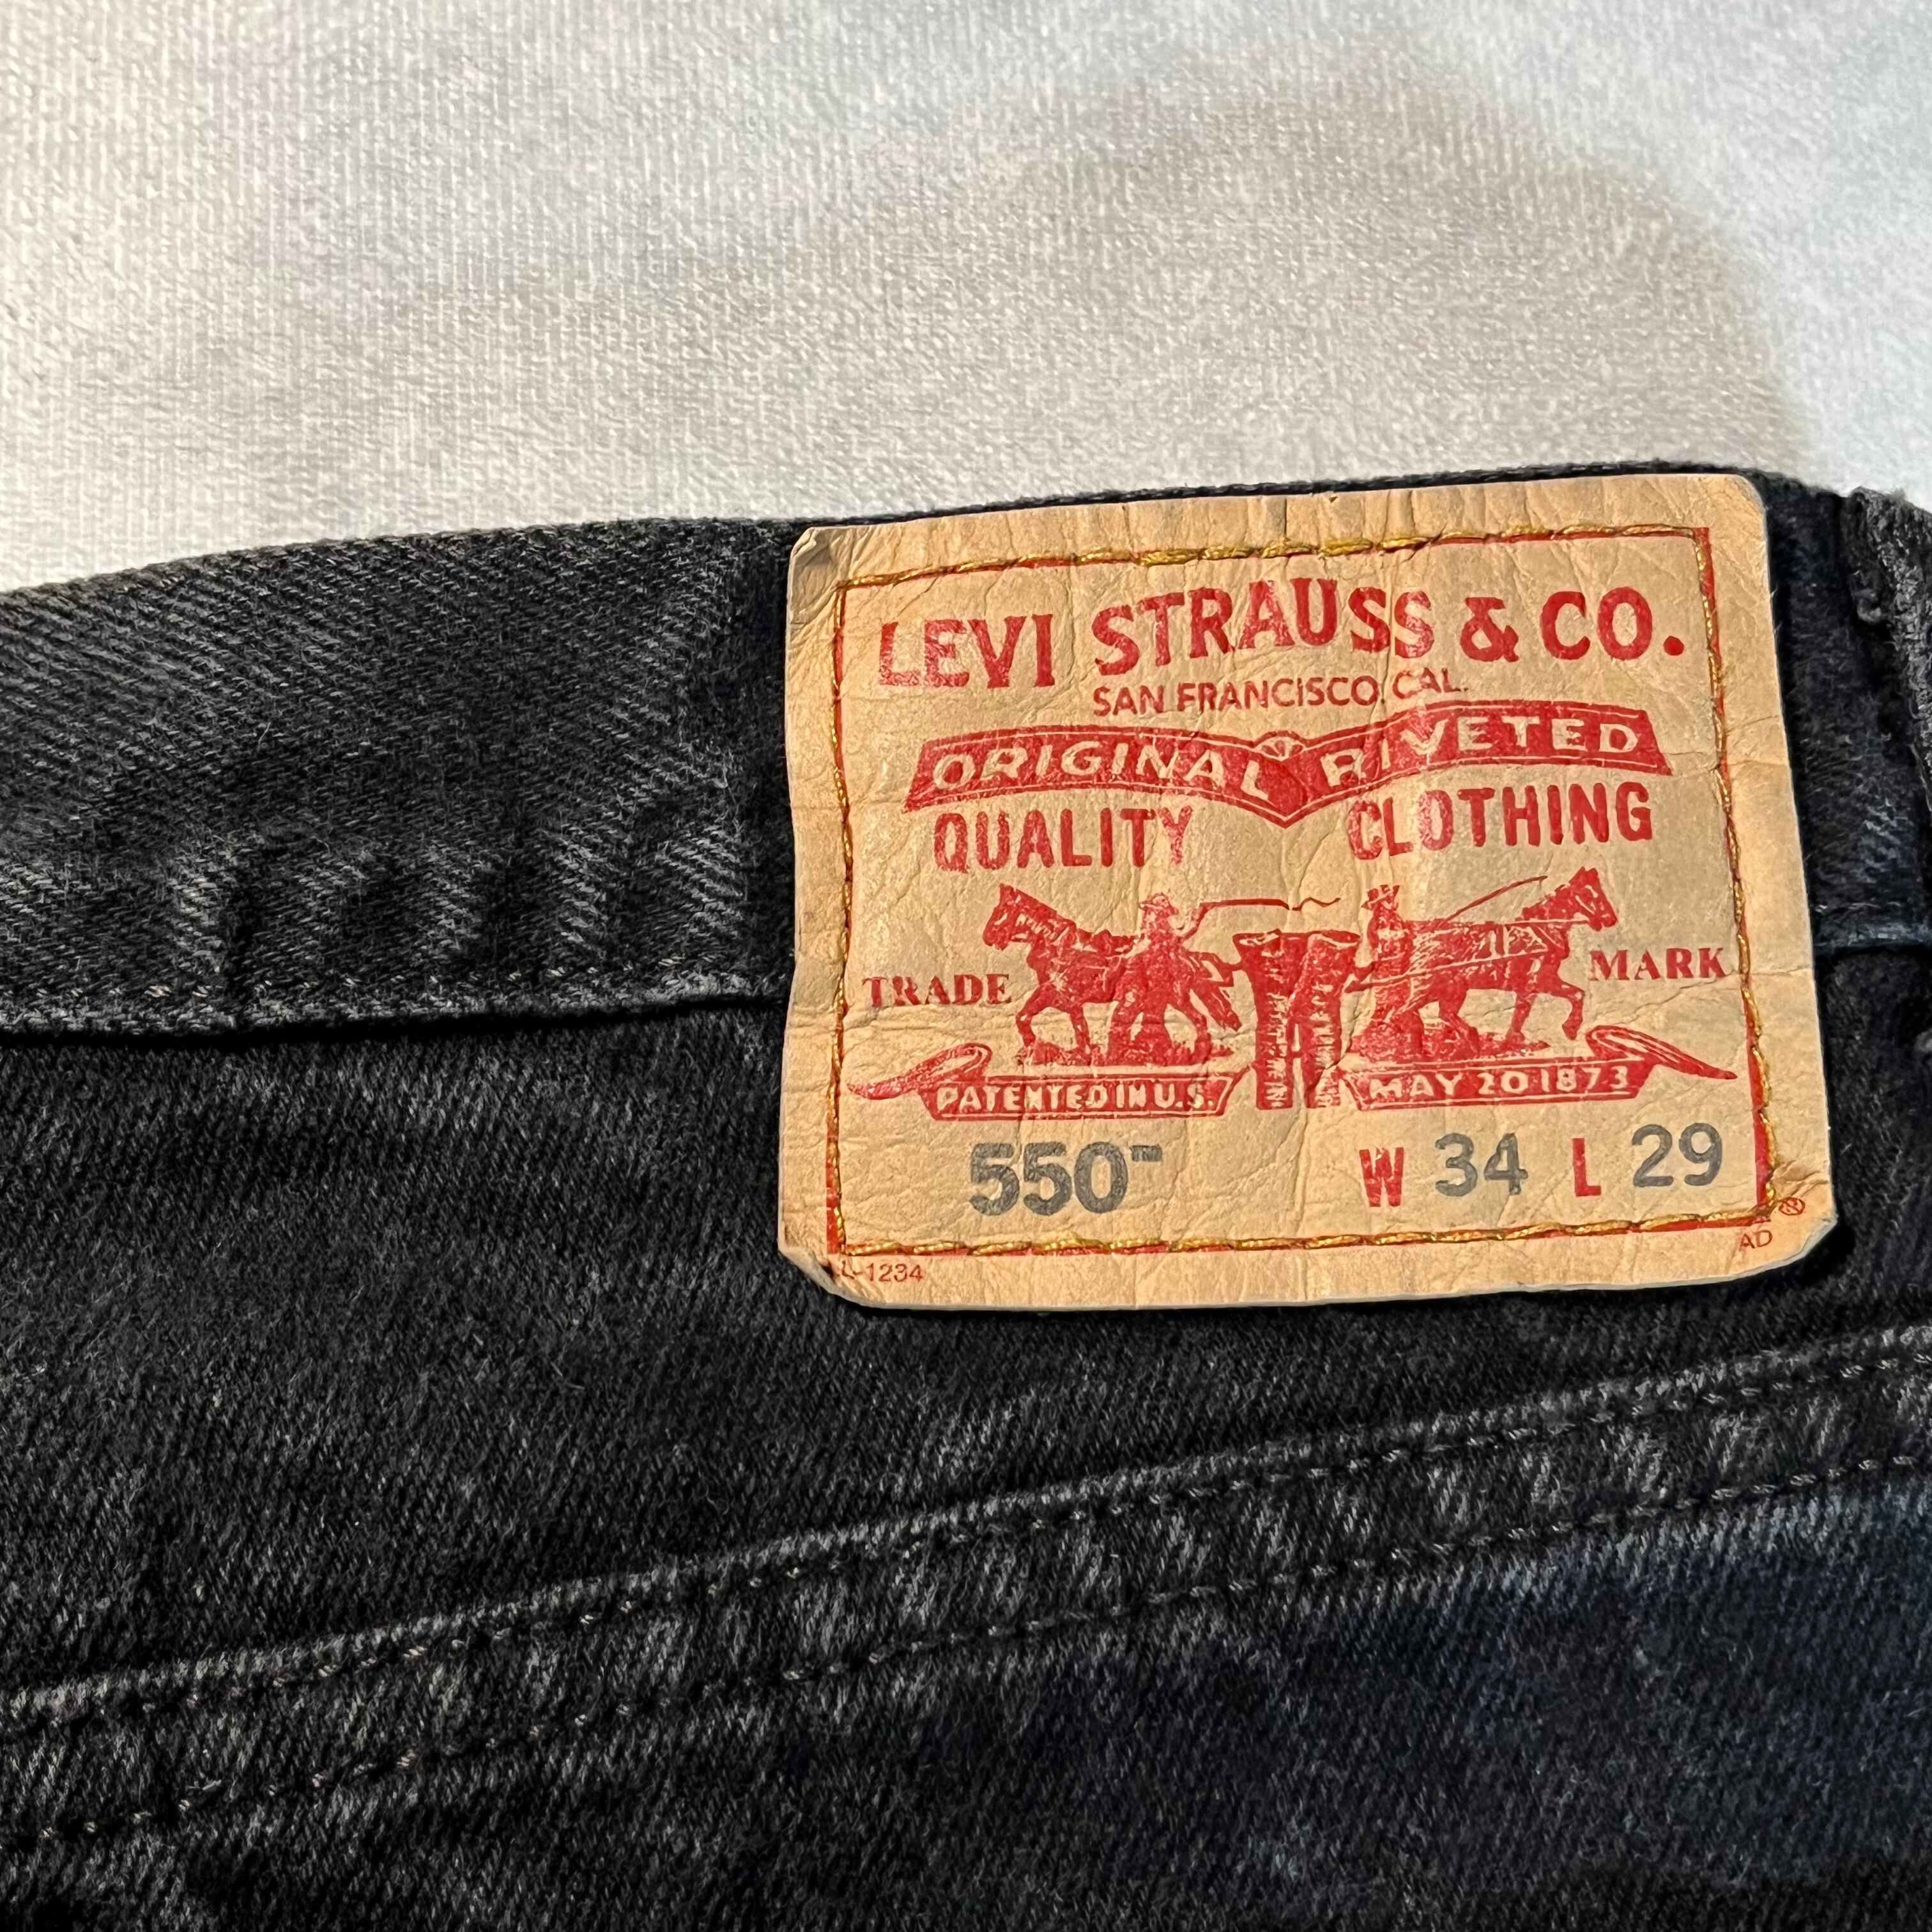 LEVI STRAUSS & CO.
SAN FRANCISCO, CAL.
ORIGINAL RIVETED
QUALITY CLOTHING
TRADE MARK
PATENTED IN U.S. MAY 20 1873
550™ W 34 L 29
®
L-1234 AD